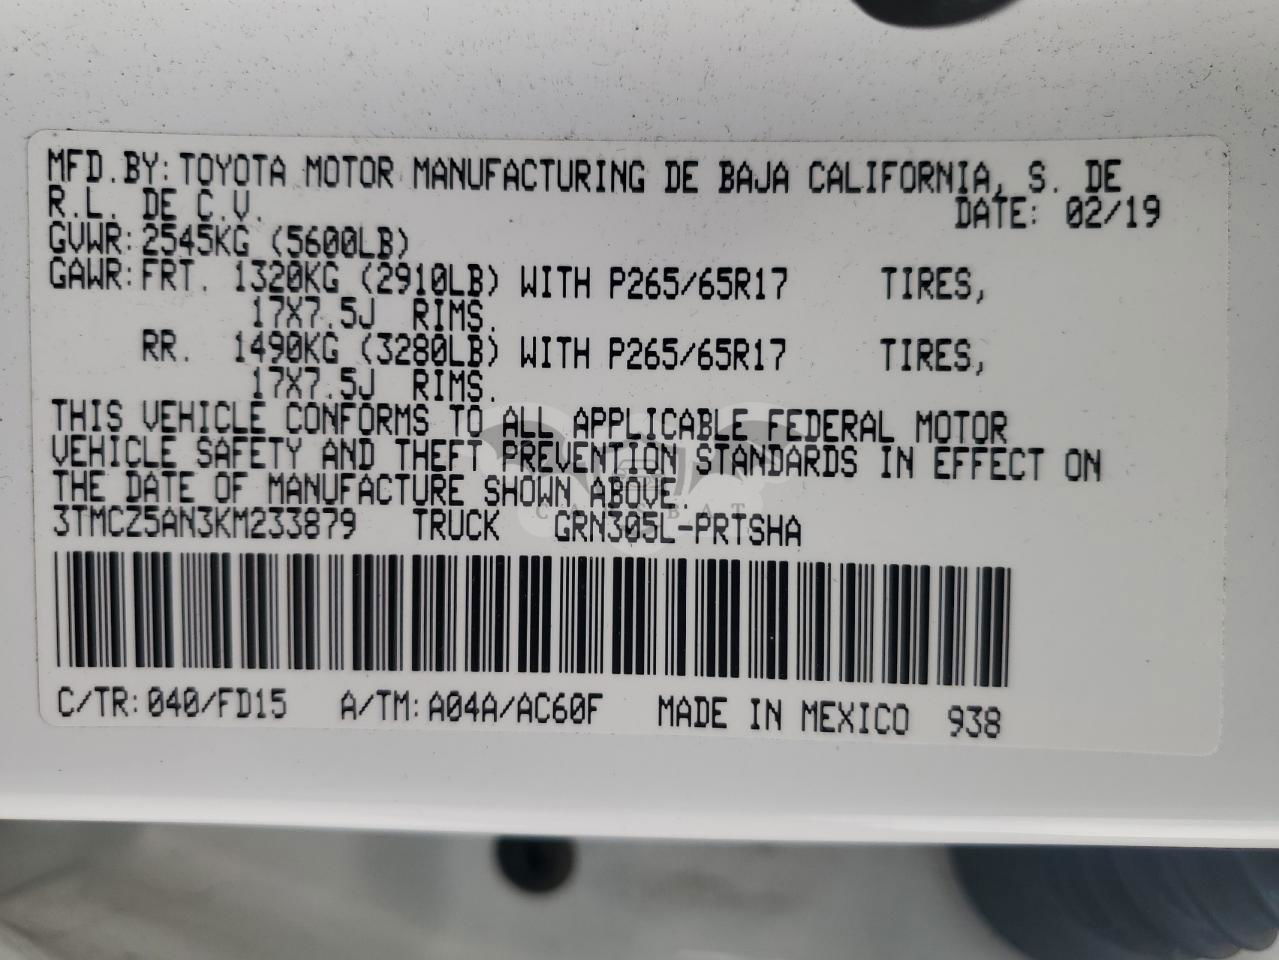 MFD.BY:TOYOTA MOTOR MANUFACTURING DE BAJA CALIFORNIA, S. DE
R.L. DE C.V. DATE: 02/19
GVWR:2545KG (5600LB)
GAWR:FRT. 1320KG (2910LB) WITH P265/65R17 TIRES,
17X7.5J RIMS.
RR. 1490KG (3280LB) WITH P265/65R17 TIRES,
17X7.5J RIMS.
THIS VEHICLE CONFORMS TO ALL APPLICABLE FEDERAL MOTOR
VEHICLE SAFETY AND THEFT PREVENTION STANDARDS IN EFFECT ON
THE DATE OF MANUFACTURE SHOWN ABOVE.
CARSBAT
3TMCZ5AN3KM233879 TRUCK GRN305L-PRTSHA
C/TR:040/FD15 A/TM:A04A/AC60F MADE IN MEXICO 938